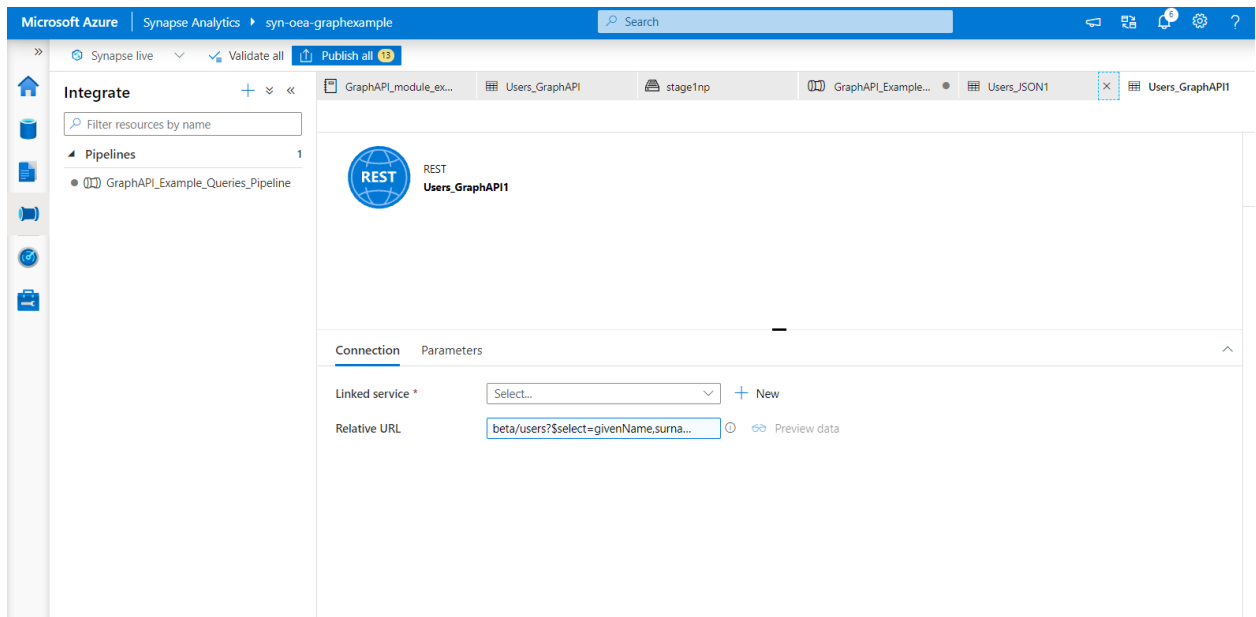 Microsoft Azure Synapse Analytics syn-oea-graphexample Search 6 ?
Synapse live Validate all Publish all 13
Integrate
Filter resources by name
Pipelines 1
GraphAPI_Example_Queries_Pipeline
GraphAPI_module_ex... Users_GraphAPI stage1np GraphAPI_Example... Users_JSON1 Users_GraphAPI1
REST
REST
Users_GraphAPI1
Connection Parameters
Linked service * Select... New
Relative URL beta/users?$select=givenName,surna... Preview data